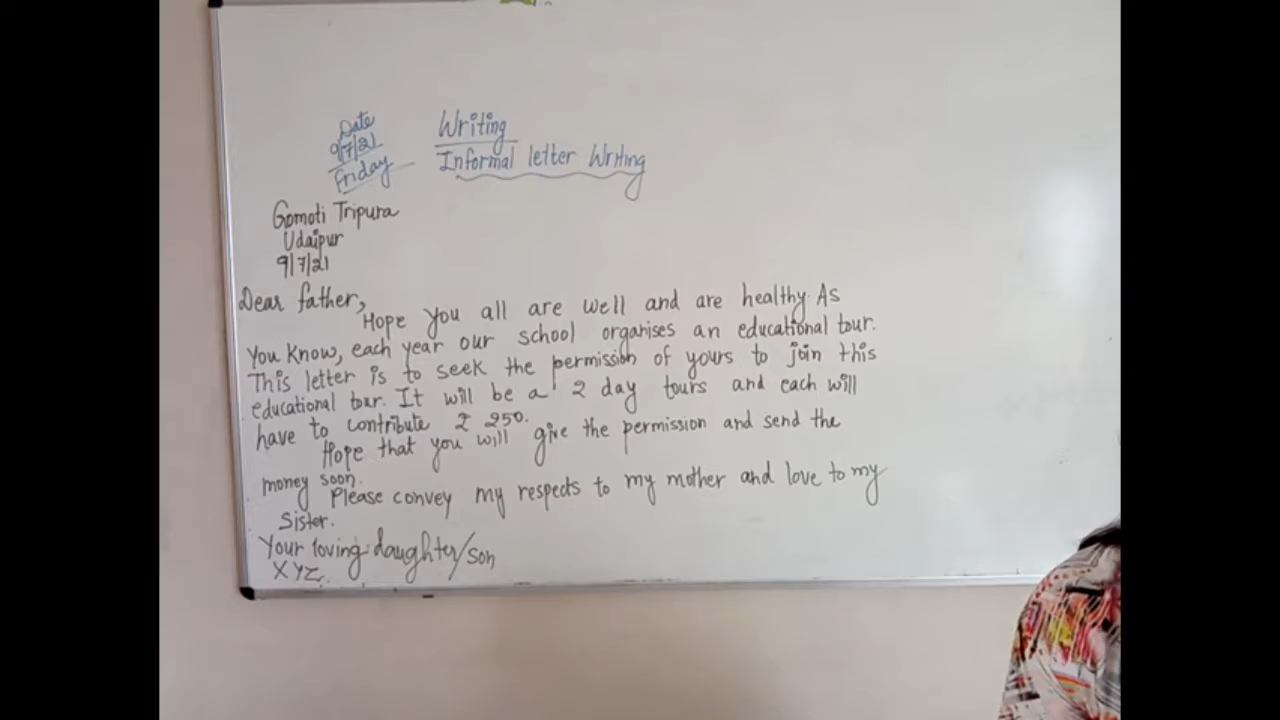 Date
9/7/21
Friday
Writing
Informal letter Writing
Gomoti Tripura
Udaipur
9/7/21
Dear father,
Hope you all are well and are healthy. As
You Know, each year our school organises an educational tour.
This letter is to seek the permission of yours to join this
educational tour. It will be a 2 day tours and each will
have to contribute ₹ 250.
Hope that you will give the permission and send the
money soon.
Please convey my respects to my mother and love to my
Sister.
Your loving daughter/son
XYZ.